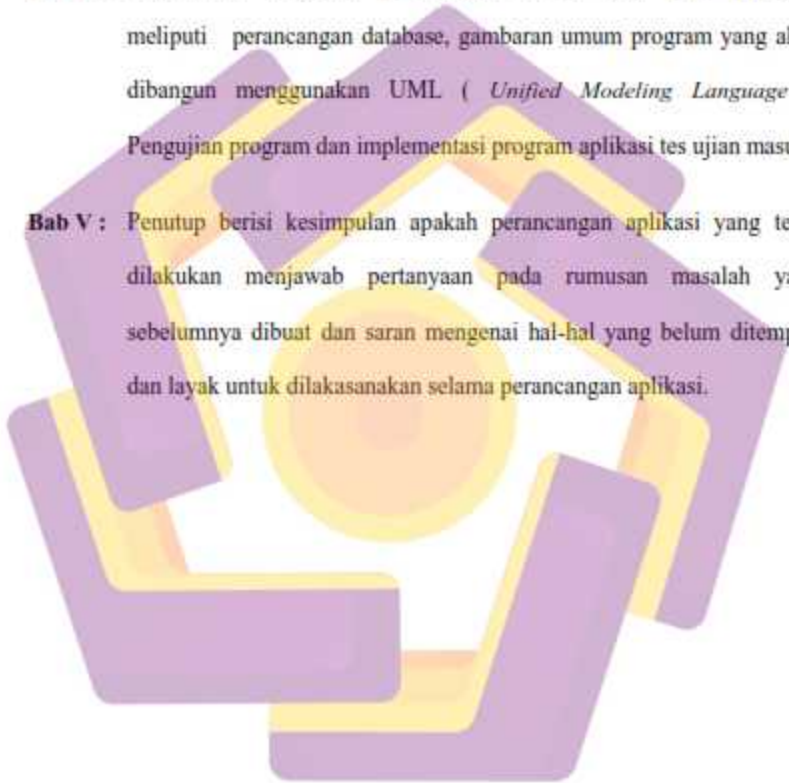 meliputi perancangan database, gambaran umum program yang
dibangun menggunakan UML ( Unified Modeling Language
Pengujian program dan implementasi program aplikasi tes ujian
Bab V : Penutup berisi kesimpulan apakah perancangan aplikasi yang
dilakukan menjawab pertanyaan pada rumusan masalah
sebelumnya dibuat dan saran mengenai hal-hal yang belum
dan layak untuk dilakasanakan selama perancangan aplikasi.